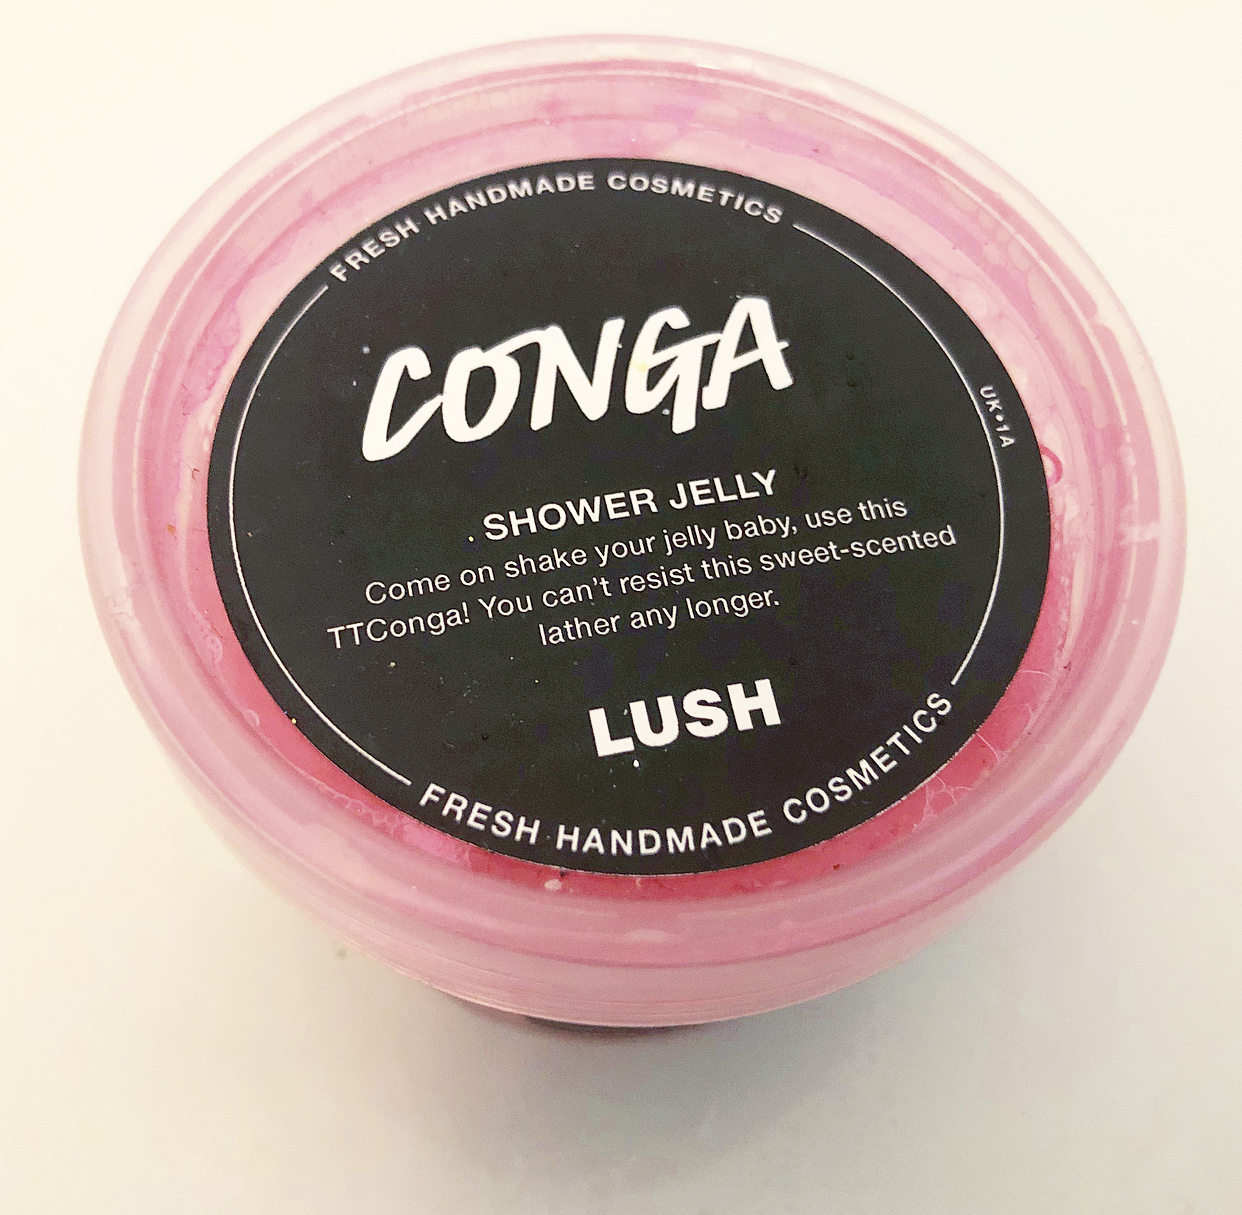 FRESH HANDMADE COSMETICS
CONGA
UK•1A
. SHOWER JELLY
Come on shake your jelly baby, use this
TTConga! You can't resist this sweet-scented
lather any longer.
LUSH
FRESH HANDMADE COSMETICS